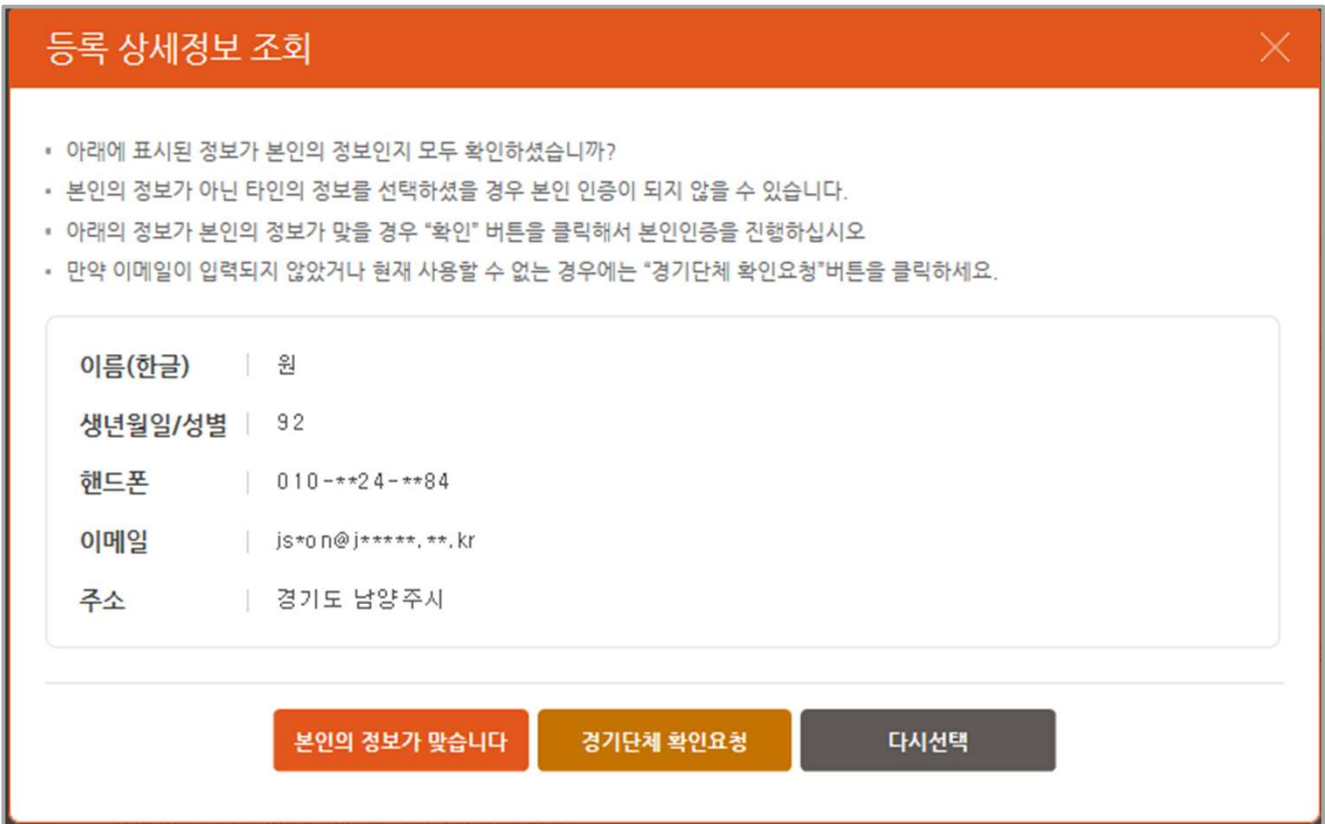 등록 상세정보 조회
아래에 표시된 정보가 본인의 정보인지 모두 확인하셨습니까?
본인의 정보가 아닌 타인의 정보를 선택하셨을 경우 본인 인증이 되지 않을 수 있습니다.
아래의 정보가 본인의 정보가 맞을 경우 “확인” 버튼을 클릭해서 본인인증을 진행하십시오
만약 이메일이 입력되지 않았거나 현재 사용할 수 없는 경우에는 “경기단체 확인요청”버튼을 클릭하세요.
이름(한글) 원
생년월일/성별 92
핸드폰 010-**24-**84
이메일 js*on@j*****.**.kr
주소 경기도 남양주시
본인의 정보가 맞습니다 경기단체 확인요청 다시선택